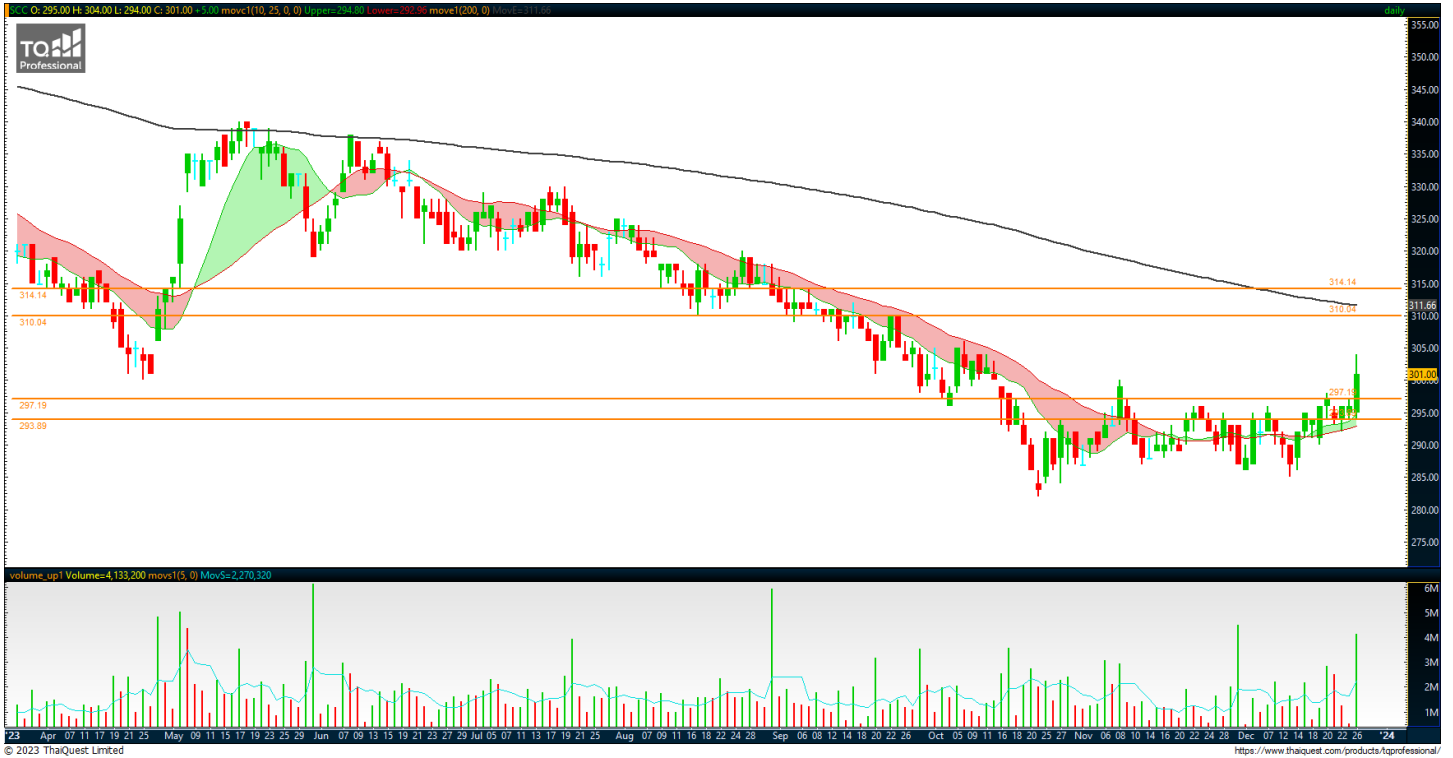 SCC O: 295.00 H: 304.00 L: 294.00 C: 301.00 +5.00 movc1(10, 25, 0, 0) Upper=294.80 Lower=292.96 move1(200, 0) MovE=311.66
daily
TQ
Professional
355.00
350.00
345.00
340.00
335.00
330.00
325.00
320.00
315.00
314.14
314.14
311.66
310.04
310.04
310.00
305.00
301.00
300.00
297.19
297.19
295.00
293.89
290.00
285.00
280.00
275.00
volume_up1 Volume=4,133,200 movs1(5, 0) MovS=2,270,320
6M
5M
4M
3M
2M
1M
'23 Apr 07 11 17 19 21 25 May 09 11 15 17 19 23 25 29 Jun 07 09 13 15 19 21 23 27 29 Jul 05 07 11 13 17 19 21 25 Aug 04 09 11 16 18 22 24 28 Sep 06 08 12 14 18 20 22 26 Oct 05 09 11 16 18 20 25 27 Nov 06 08 10 14 16 20 22 24 28 Dec 07 12 14 18 20 22 26 '24
© 2023 ThaiQuest Limited
https://www.thaiquest.com/products/tqprofessional/